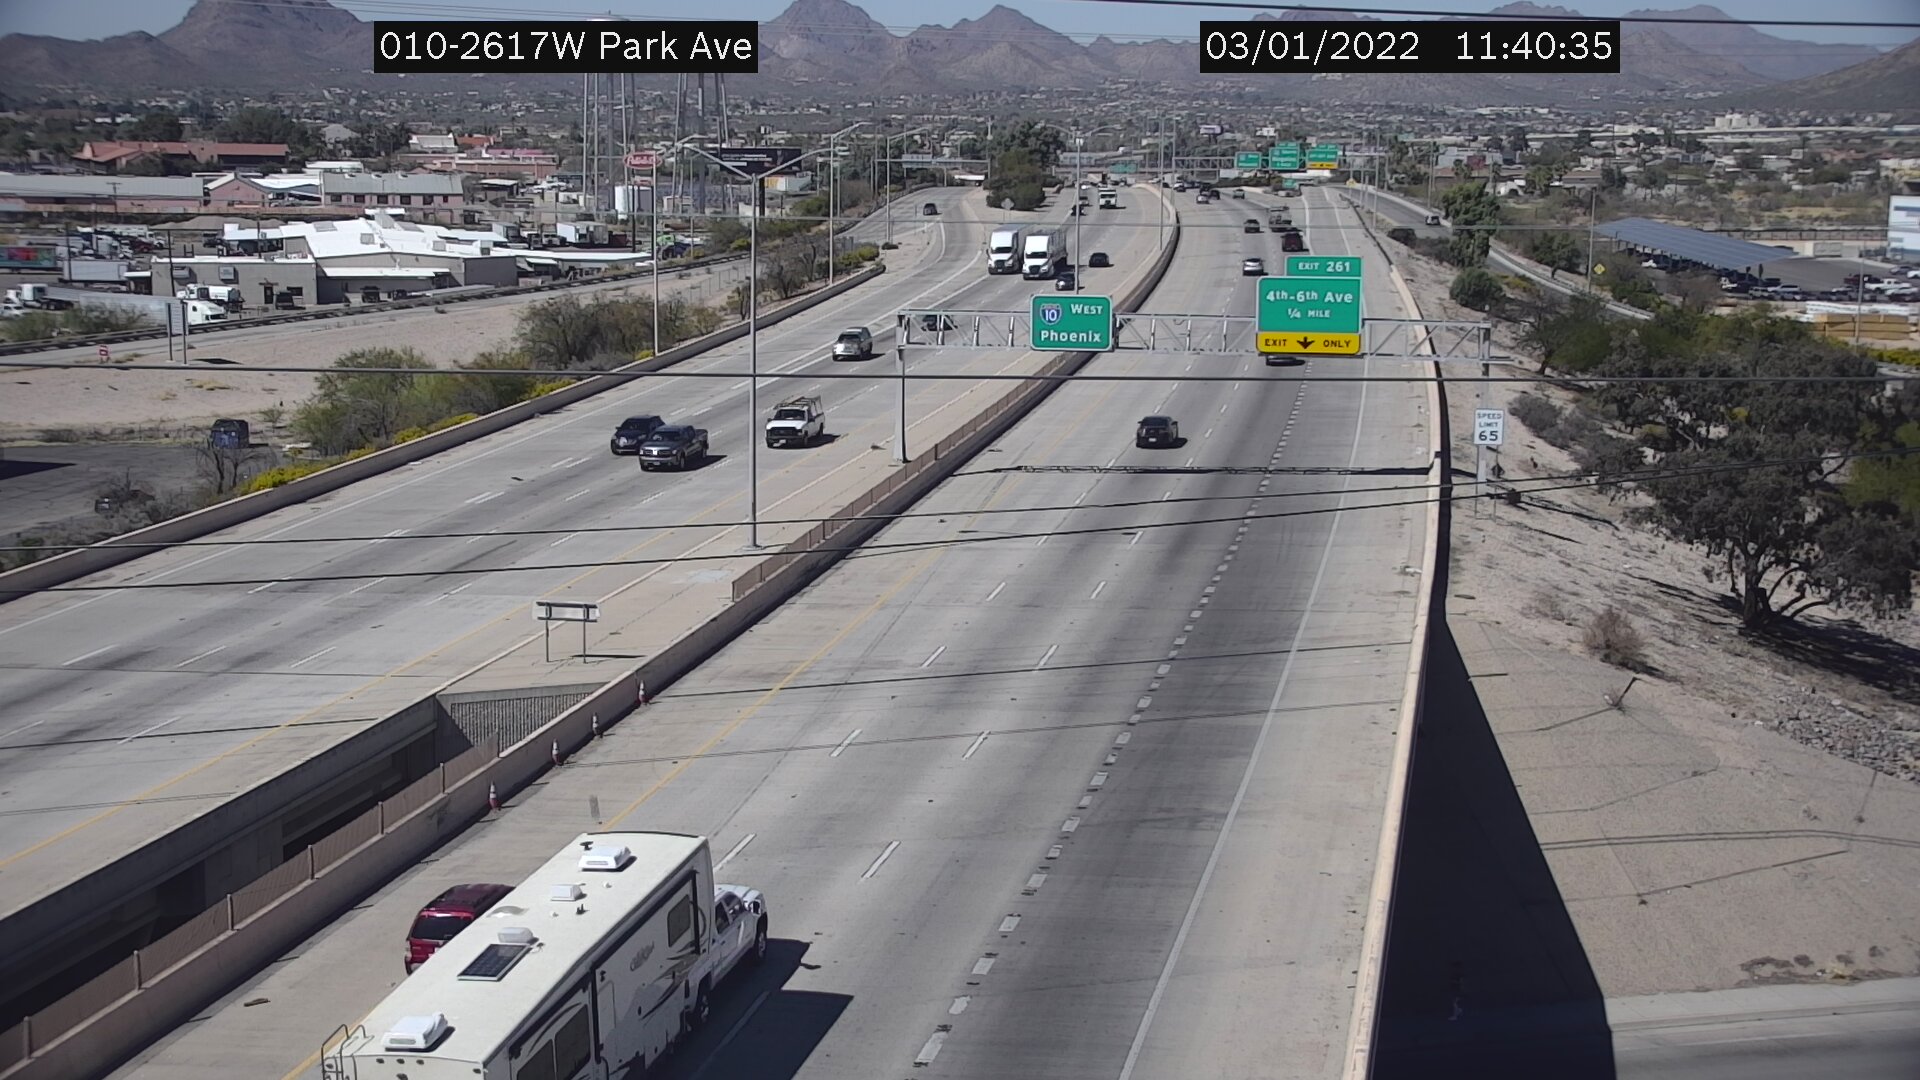 010-2617W Park Ave
03/01/2022 11:40:35
EXIT 261
4th-6th Ave
1/4 MILE
EXIT ONLY
10 WEST
Phoenix
SPEED
LIMIT
65